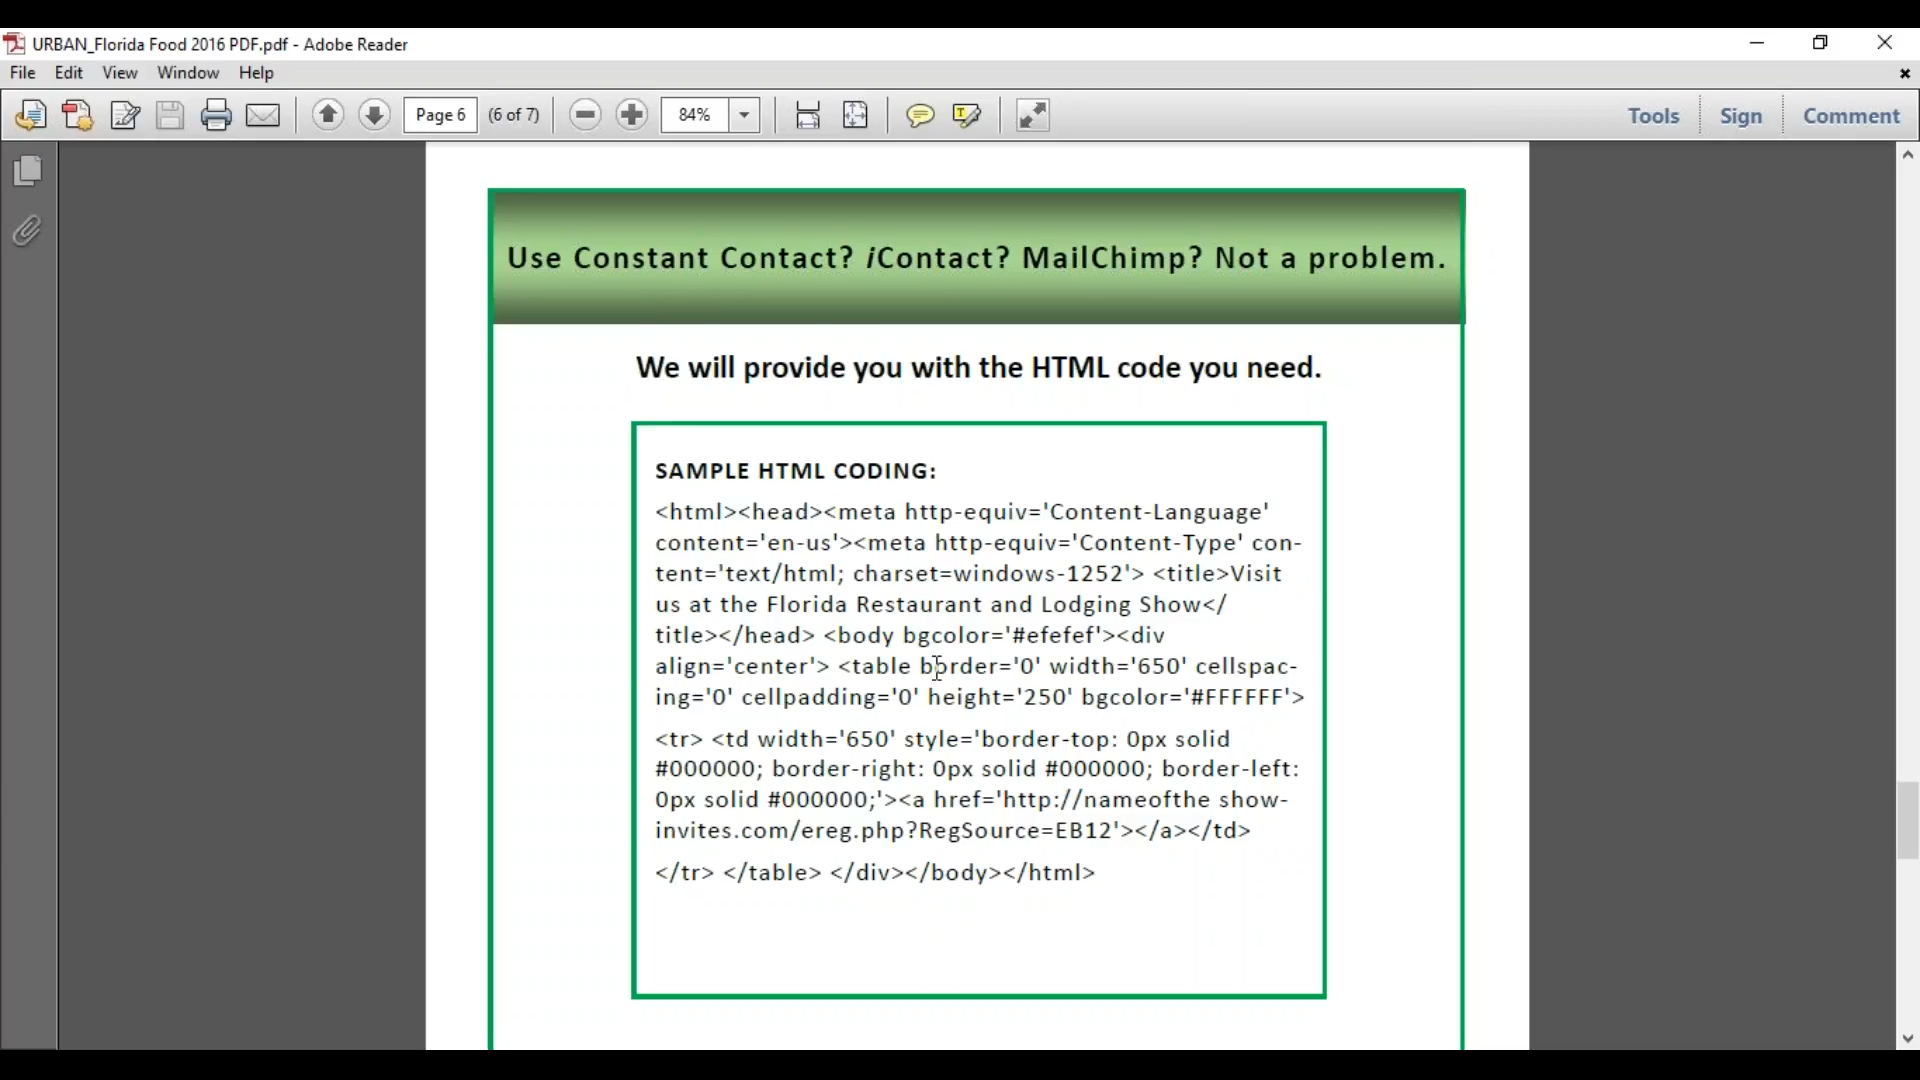 URBAN_Florida Food 2016 PDF.pdf - Adobe Reader
File Edit View Window Help
Page 6 (6 of 7) 84% Tools Sign Comment
Use Constant Contact? iContact? MailChimp? Not a problem.
We will provide you with the HTML code you need.
SAMPLE HTML CODING:
<html><head><meta http-equiv='Content-Language'
content='en-us'><meta http-equiv='Content-Type' con-
tent='text/html; charset=windows-1252'> <title>Visit
us at the Florida Restaurant and Lodging Show</
title></head> <body bgcolor='#efefef'><div
align='center'> <table border='0' width='650' cellspac-
ing='0' cellpadding='0' height='250' bgcolor='#FFFFFF'>
<tr> <td width='650' style='border-top: 0px solid
#000000; border-right: 0px solid #000000; border-left:
0px solid #000000;'><a href='http://nameofthe show-
invites.com/ereg.php?RegSource=EB12'></a></td>
</tr> </table> </div></body></html>